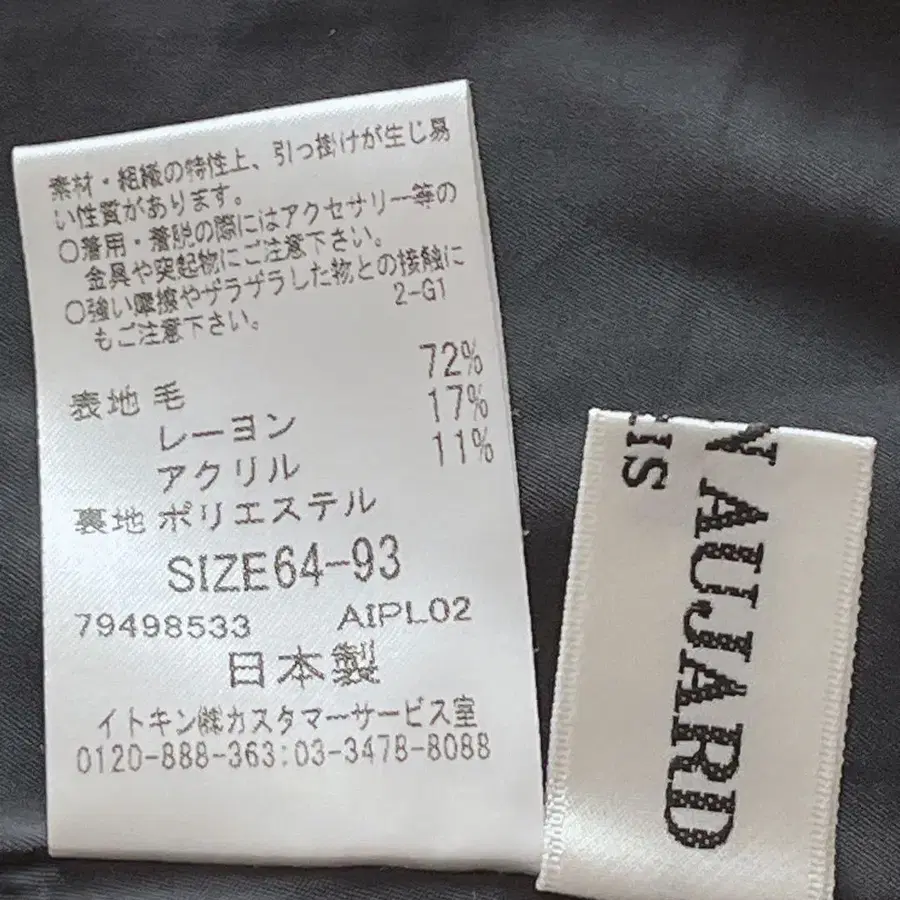 素材・組織の特性上、引っ掛けが生じ易
い性質があります。
○着用・着脱の際にはアクセサリー等の
金具や突起物にご注意下さい。
○強い摩擦やザラザラした物との接触に
もご注意下さい。
2-G1
表地 毛 72%
レーヨン 17%
アクリル 11%
裏地 ポリエステル
SIZE64-93
79498533 AIPL02
日本製
イトキン㈱カスタマーサービス室
0120-888-363:03-3478-8088
N AUJARD
IS